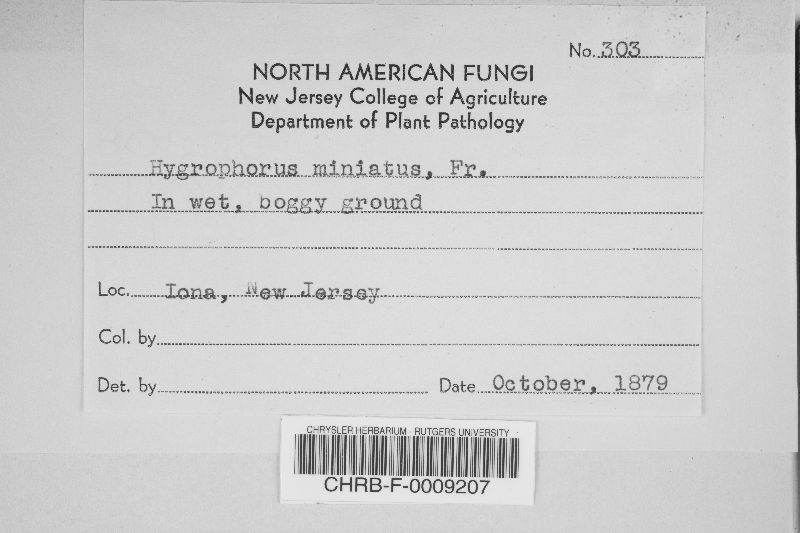 No. 303
NORTH AMERICAN FUNGI
New Jersey College of Agriculture
Department of Plant Pathology
Hygrophorus miniatus, Fr.
In wet, boggy ground
Loc. Iona, New Jersey
Col. by
Det. by Date October, 1879
CHRYSLER HERBARIUM - RUTGERS UNIVERSITY
CHRB-F-0009207